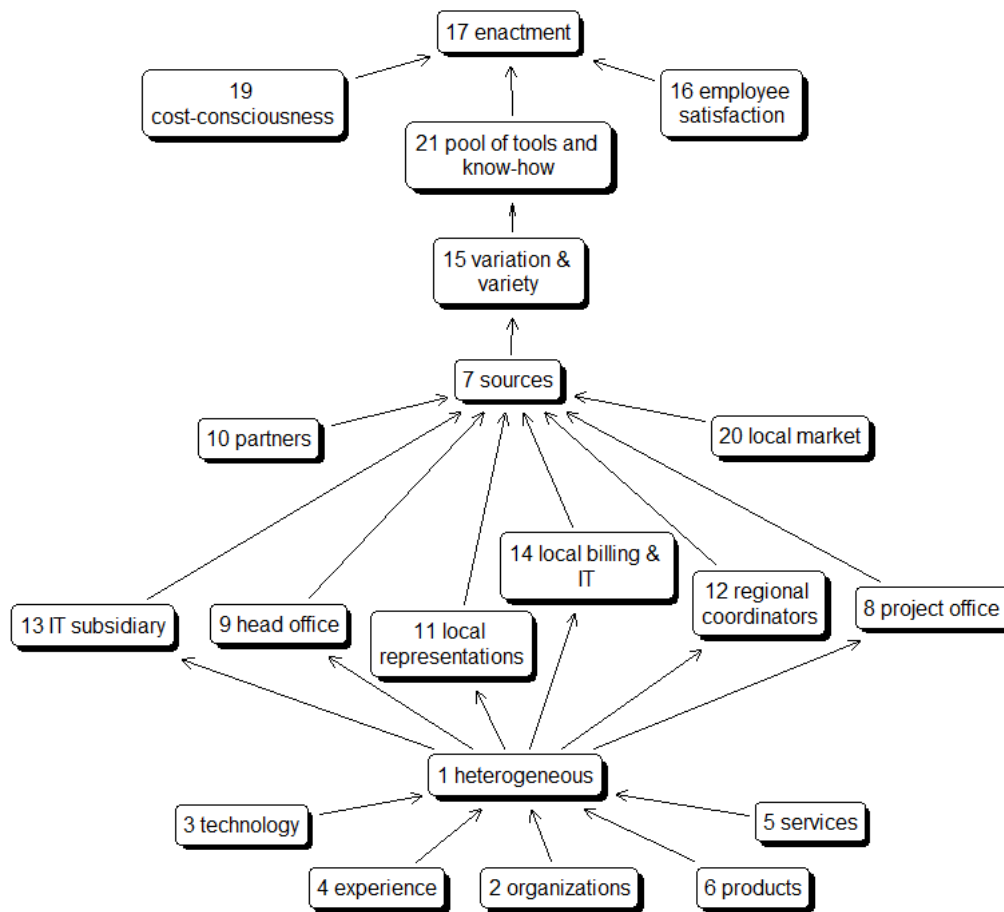 17 enactment
19
cost-consciousness
16 employee
satisfaction
21 pool of tools and
know-how
15 variation &
variety
7 sources
10 partners
20 local market
14 local billing &
IT
13 IT subsidiary
9 head office
11 local
representations
12 regional
coordinators
8 project office
1 heterogeneous
3 technology
5 services
4 experience
2 organizations
6 products